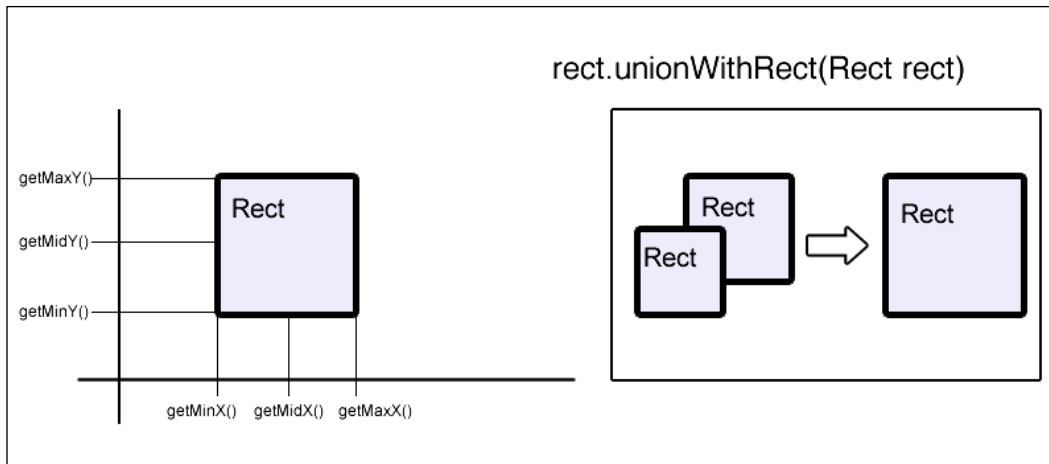 rect.unionWithRect(Rect rect)
getMaxY()
Rect
getMidY()
getMinY()
getMinX()
getMidX()
getMaxX()
Rect
Rect
Rect